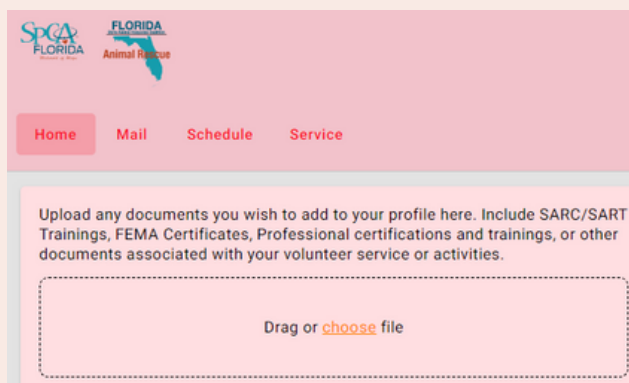 SPCA
FLORIDA
FLORIDA
Animal Rescue
Home Mail Schedule Service
Upload any documents you wish to add to your profile here. Include SARC/SART
Trainings, FEMA Certificates, Professional certifications and trainings, or other
documents associated with your volunteer service or activities.
Drag or choose file